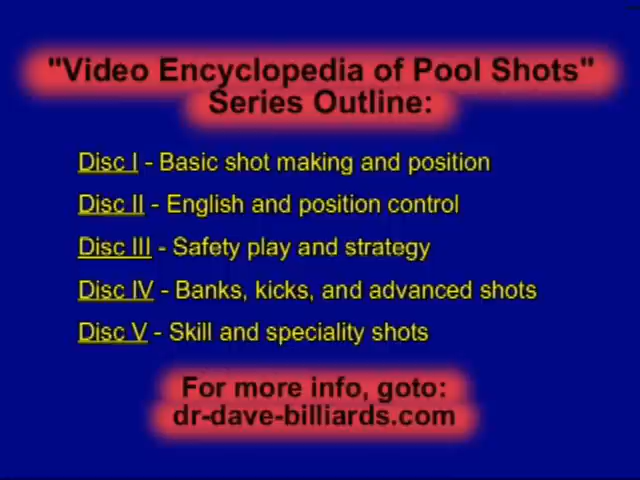 "Video Encyclopedia of Pool Shots"
Series Outline:
Disc I - Basic shot making and position
Disc II - English and position control
Disc III - Safety play and strategy
Disc IV - Banks, kicks, and advanced shots
Disc V - Skill and speciality shots
For more info, goto:
dr-dave-billiards.com